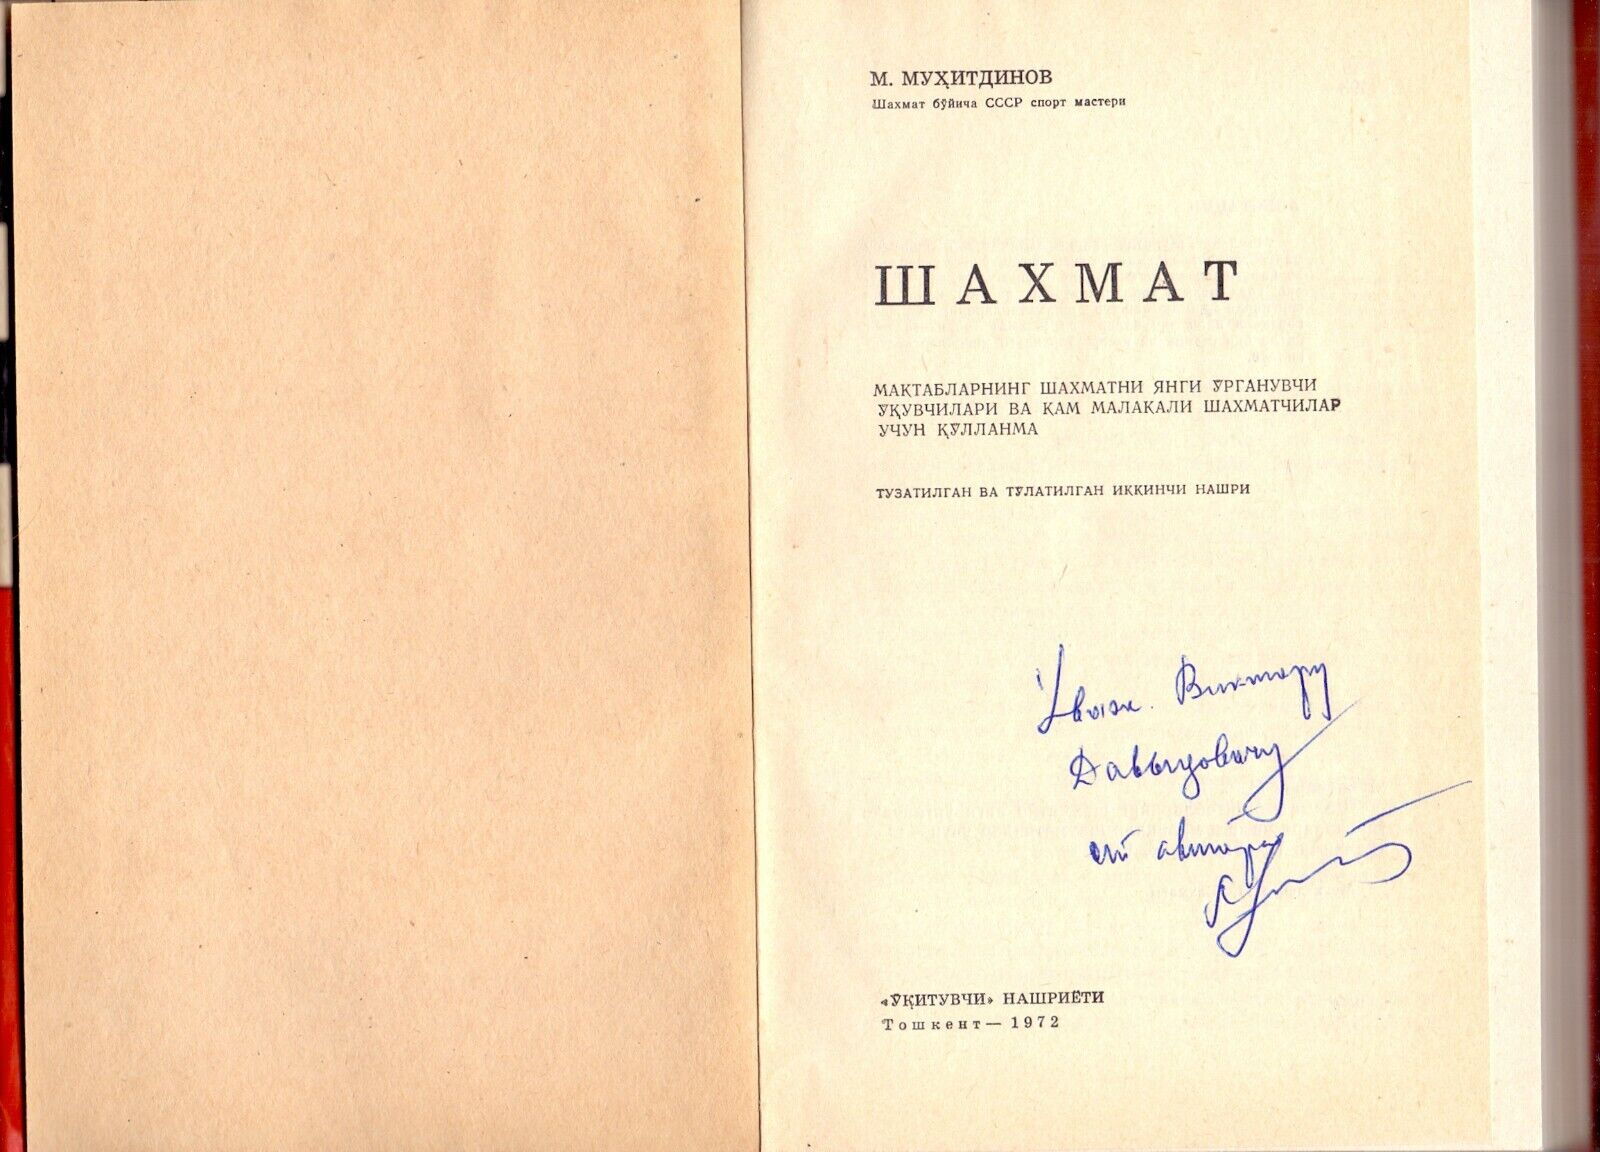 М. МУҲИТДИНОВ
Шахмат бўйича СССР спорт мастери
ШАХМАТ
МАКТАБЛАРНИНГ ШАХМАТНИ ЯНГИ ЎРГАНУВЧИ
ЎҚУВЧИЛАРИ ВА КАМ МАЛАКАЛИ ШАХМАТЧИЛАР
УЧУН ҚЎЛЛАНМА
ТУЗАТИЛГАН ВА ТЎЛАТИЛГАН ИККИНЧИ НАШРИ
Уваж. Виктору
Давыдовичу
от автора
«ЎҚИТУВЧИ» НАШРИЁТИ
Тошкент — 1972